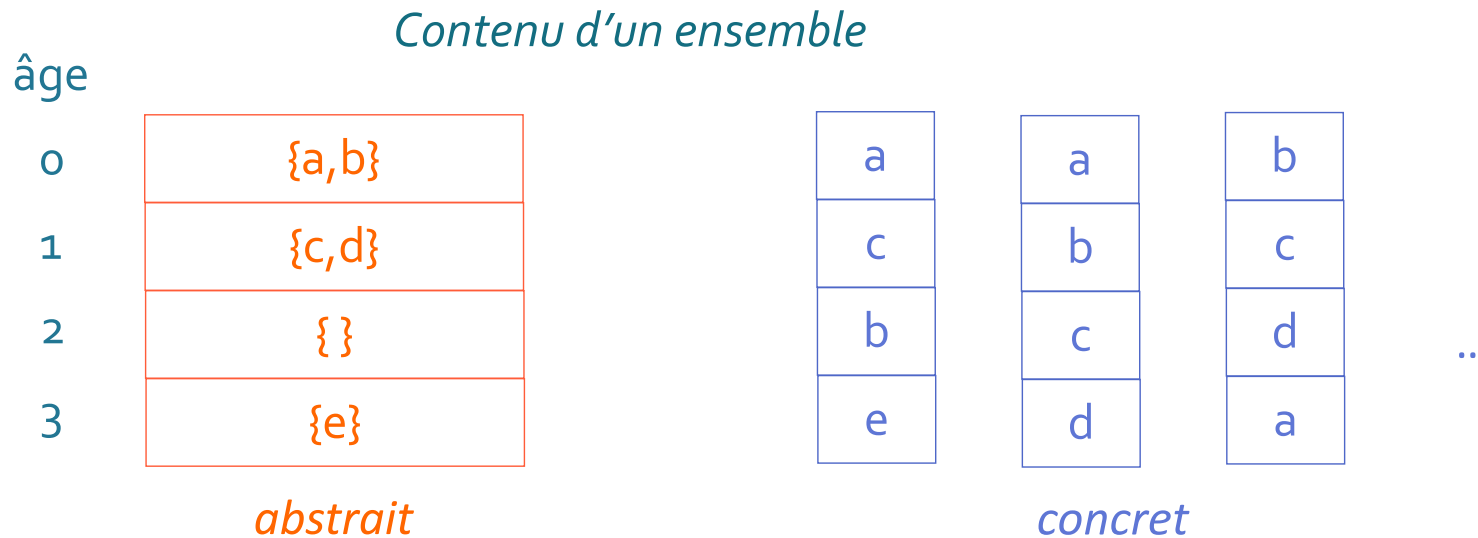 Contenu d’un ensemble
âge
0 {a,b} a a b
1 {c,d} c b c
2 { } b c d ..
3 {e} e d a
abstrait concret